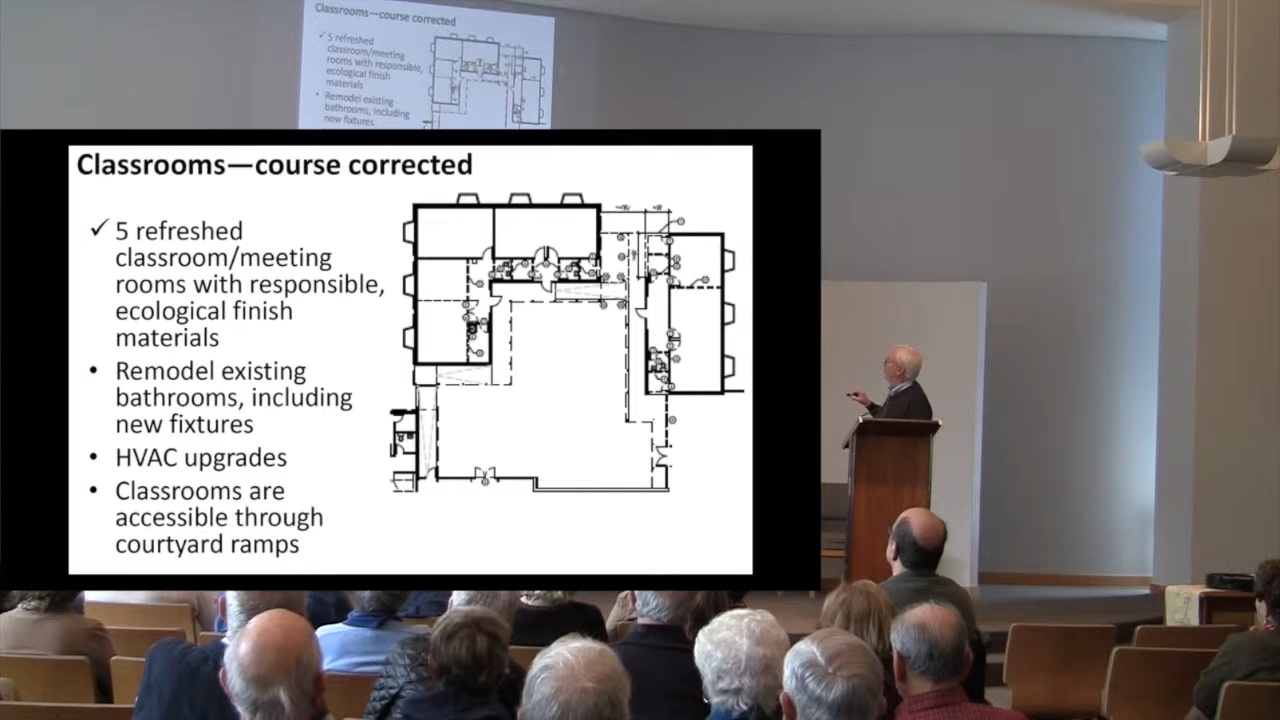 Classrooms—course corrected
✓ 5 refreshed
classroom/meeting
rooms with responsible,
ecological finish
materials
• Remodel existing
bathrooms, including
new fixtures
Classrooms—course corrected
✓ 5 refreshed
classroom/meeting
rooms with responsible,
ecological finish
materials
• Remodel existing
bathrooms, including
new fixtures
• HVAC upgrades
• Classrooms are
accessible through
courtyard ramps